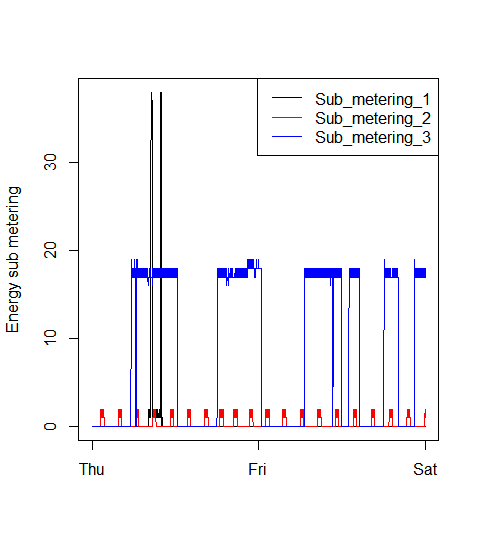 Sub_metering_1
Sub_metering_2
Sub_metering_3
Energy sub metering
30
20
10
0
Thu Fri Sat